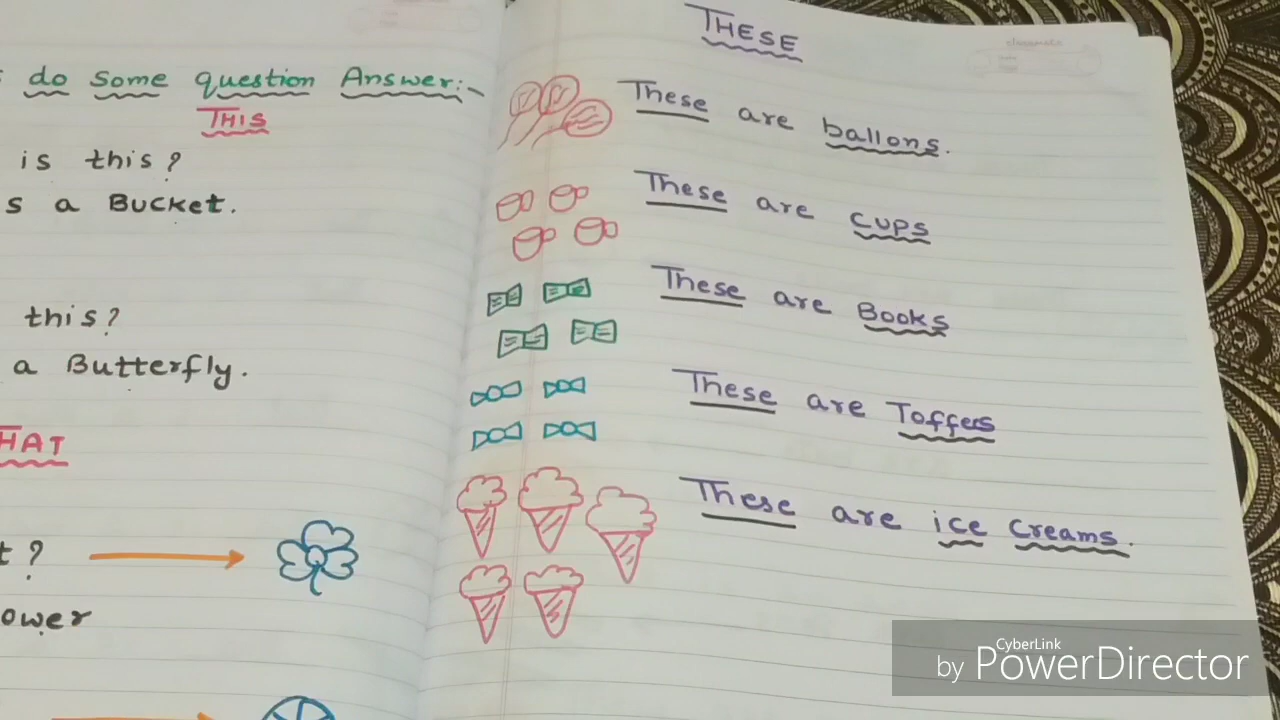 do some question Answer:-
THIS
is this?
s a Bucket.
this?
a Butterfly.
HAT
t?
ower
THESE
These are ballons.
These are cups
These are Books
These are Toffees
These are ice creams.
classmate
CyberLink
by PowerDirector